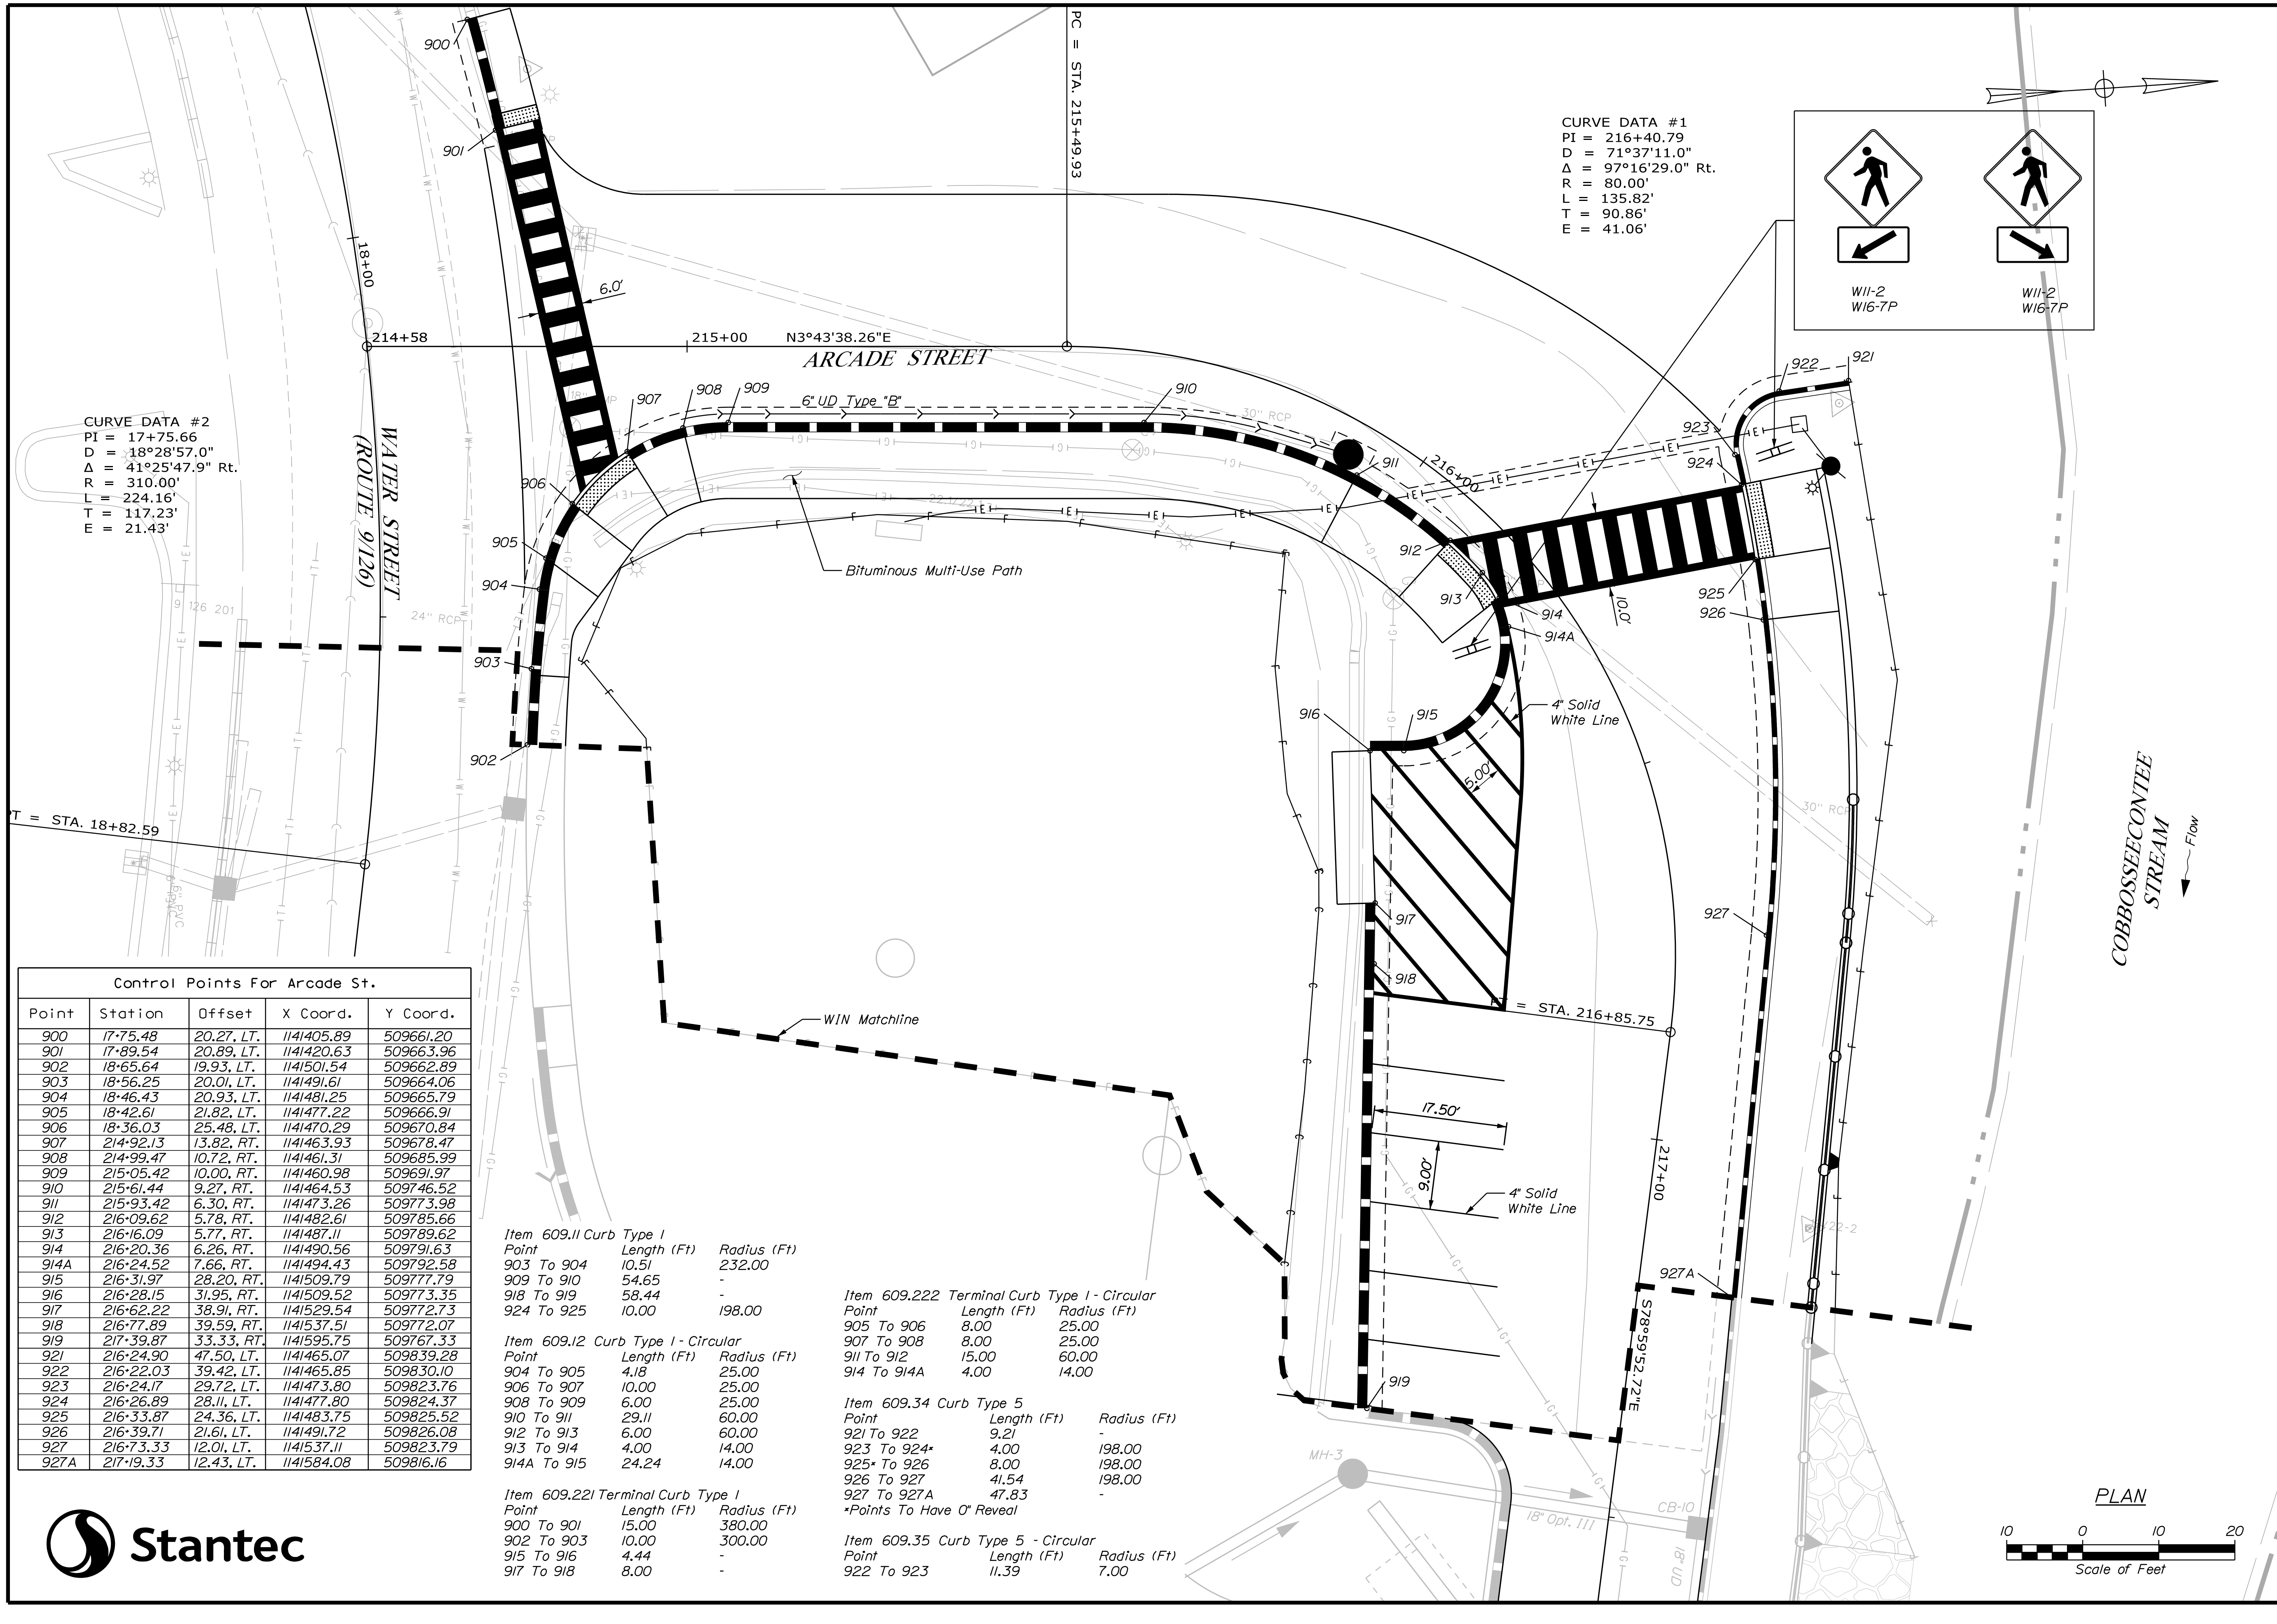 PC = STA. 215+49.93
900
901
18+00
6.0'
214+58
215+00
N3°43'38.26"E
ARCADE STREET
CURVE DATA #1
PI = 216+40.79
D = 71°37'11.0"
Δ = 97°16'29.0" Rt.
R = 80.00'
L = 135.82'
T = 90.86'
E = 41.06'
W11-2
W16-7P
W11-2
W16-7P
907
908
909
6" UD Type "B"
910
30" RCP
911
216+00
922
921
923
924
CURVE DATA #2
PI = 17+75.66
D = 18°28'57.0"
Δ = 41°25'47.9" Rt.
R = 310.00'
L = 224.16'
T = 117.23'
E = 21.43'
WATER STREET
(ROUTE 9/126)
906
905
904
903
902
24" RCP
9 126 201
Bituminous Multi-Use Path
912
913
914
914A
10.0'
925
926
4" Solid
White Line
916
915
5.00'
30" RCP
COBBOSSEECONTEE
STREAM
Flow
PT = STA. 18+82.59
6" PVC
917
918
927
PT = STA. 216+85.75
WIN Matchline
17.50'
9.00'
4" Solid
White Line
217+00
927A
S78°59'52.72"E
919
MH-3
18" Opt. III
CB-10
18" UD
Control Points For Arcade St.
Point Station Offset X Coord. Y Coord.
900 17+75.48 20.27, LT. 1141405.89 509661.20
901 17+89.54 20.89, LT. 1141420.63 509663.96
902 18+65.64 19.93, LT. 1141501.54 509662.89
903 18+56.25 20.01, LT. 1141491.61 509664.06
904 18+46.43 20.93, LT. 1141481.25 509665.79
905 18+42.61 21.82, LT. 1141477.22 509666.91
906 18+36.03 25.48, LT. 1141470.29 509670.84
907 214+92.13 13.82, RT. 1141463.93 509678.47
908 214+99.47 10.72, RT. 1141461.31 509685.99
909 215+05.42 10.00, RT. 1141460.98 509691.97
910 215+61.44 9.27, RT. 1141464.53 509746.52
911 215+93.42 6.30, RT. 1141473.26 509773.98
912 216+09.62 5.78, RT. 1141482.61 509785.66
913 216+16.09 5.77, RT. 1141487.11 509789.62
914 216+20.36 6.26, RT. 1141490.56 509791.63
914A 216+24.52 7.66, RT. 1141494.43 509792.58
915 216+31.97 28.20, RT. 1141509.79 509777.79
916 216+28.15 31.95, RT. 1141509.52 509773.35
917 216+62.22 38.91, RT. 1141529.54 509772.73
918 216+77.89 39.59, RT. 1141537.51 509772.07
919 217+39.87 33.33, RT. 1141595.75 509767.33
921 216+24.90 47.50, LT. 1141465.07 509839.28
922 216+22.03 39.42, LT. 1141465.85 509830.10
923 216+24.17 29.72, LT. 1141473.80 509823.76
924 216+26.89 28.11, LT. 1141477.80 509824.37
925 216+33.87 24.36, LT. 1141483.75 509825.52
926 216+39.71 21.61, LT. 1141491.72 509826.08
927 216+73.33 12.01, LT. 1141537.11 509823.79
927A 217+19.33 12.43, LT. 1141584.08 509816.16
Stantec
Item 609.11 Curb Type 1
Point Length (Ft) Radius (Ft)
903 To 904 10.51 232.00
909 To 910 54.65 -
918 To 919 58.44 -
924 To 925 10.00 198.00
Item 609.12 Curb Type 1 - Circular
Point Length (Ft) Radius (Ft)
904 To 905 4.18 25.00
906 To 907 10.00 25.00
908 To 909 6.00 25.00
910 To 911 29.11 60.00
912 To 913 6.00 60.00
913 To 914 4.00 14.00
914A To 915 24.24 14.00
Item 609.221 Terminal Curb Type 1
Point Length (Ft) Radius (Ft)
900 To 901 15.00 380.00
902 To 903 10.00 300.00
915 To 916 4.44 -
917 To 918 8.00 -
Item 609.222 Terminal Curb Type 1 - Circular
Point Length (Ft) Radius (Ft)
905 To 906 8.00 25.00
907 To 908 8.00 25.00
911 To 912 15.00 60.00
914 To 914A 4.00 14.00
Item 609.34 Curb Type 5
Point Length (Ft) Radius (Ft)
921 To 922 9.21 -
923 To 924* 4.00 198.00
925* To 926 8.00 198.00
926 To 927 41.54 198.00
927 To 927A 47.83 -
*Points To Have 0" Reveal
Item 609.35 Curb Type 5 - Circular
Point Length (Ft) Radius (Ft)
922 To 923 11.39 7.00
PLAN
10 0 10 20
Scale of Feet